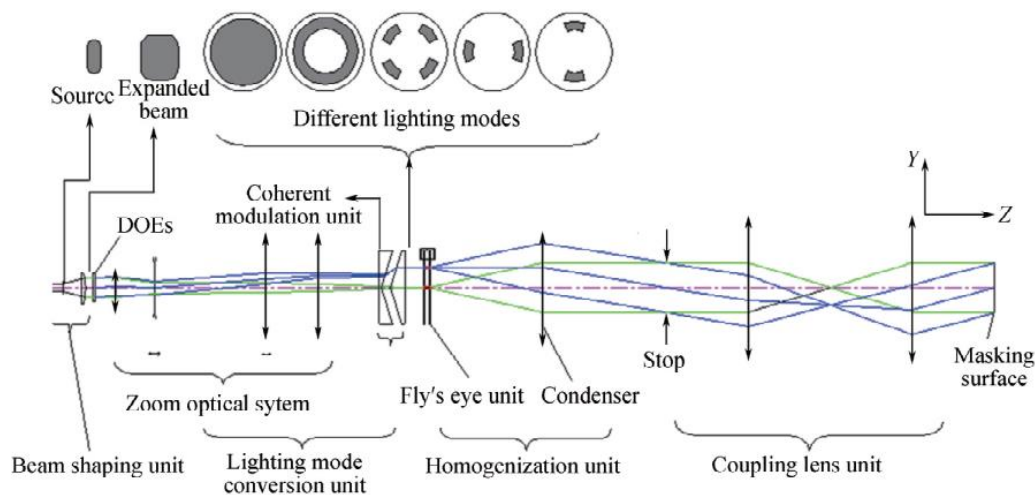 Source
Expanded
beam
Different lighting modes
DOEs
Coherent
modulation unit
Y
Z
Stop
Masking
surface
Fly's eye unit
Condenser
Zoom optical sytem
Beam shaping unit
Lighting mode
conversion unit
Homogenization unit
Coupling lens unit